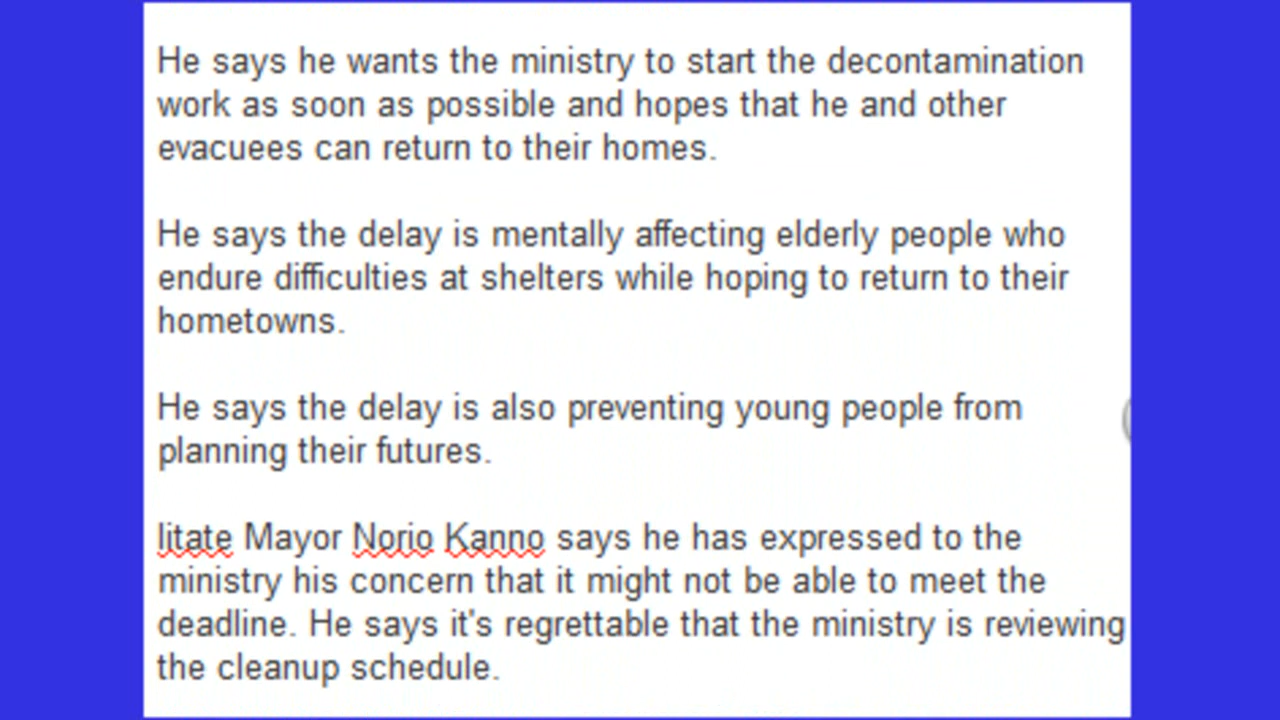 He says he wants the ministry to start the decontamination
work as soon as possible and hopes that he and other
evacuees can return to their homes.
He says the delay is mentally affecting elderly people who
endure difficulties at shelters while hoping to return to their
hometowns.
He says the delay is also preventing young people from
planning their futures.
Iitate Mayor Norio Kanno says he has expressed to the
ministry his concern that it might not be able to meet the
deadline. He says it's regrettable that the ministry is reviewing
the cleanup schedule.